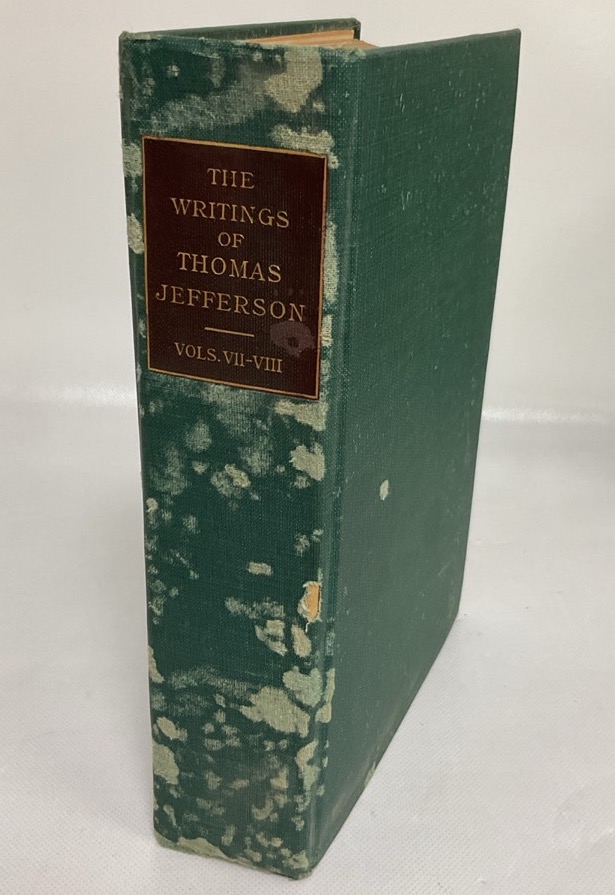 THE
WRITINGS
OF
THOMAS
JEFFERSON
VOLS. VII-VIII